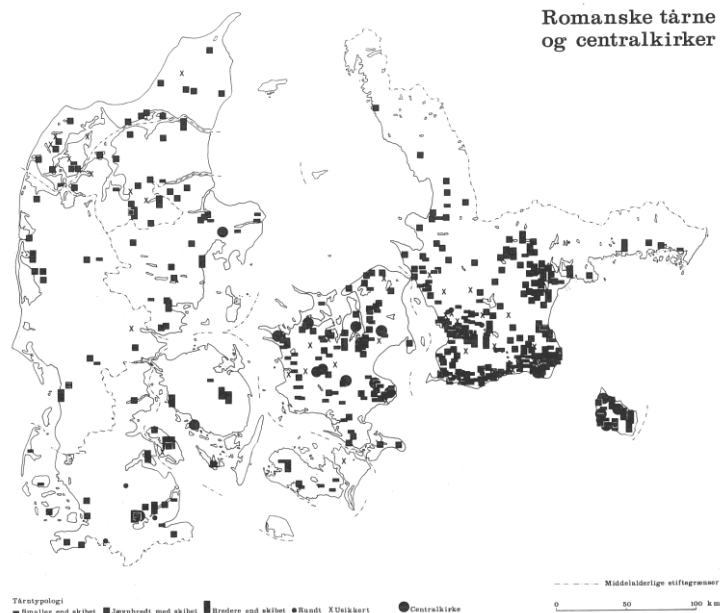 Romanske tårne
og centralkirker
Middelalderlige stiftsgrænser
0 50 100 km
Tårntypologi
Smallere end skibet Jævnbredt med skibet Bredere end skibet Rundt X Usikkert Centralkirke